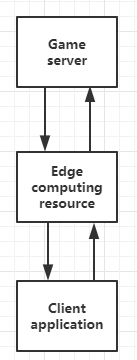 Game
server
Edge
computing
resource
Client
application